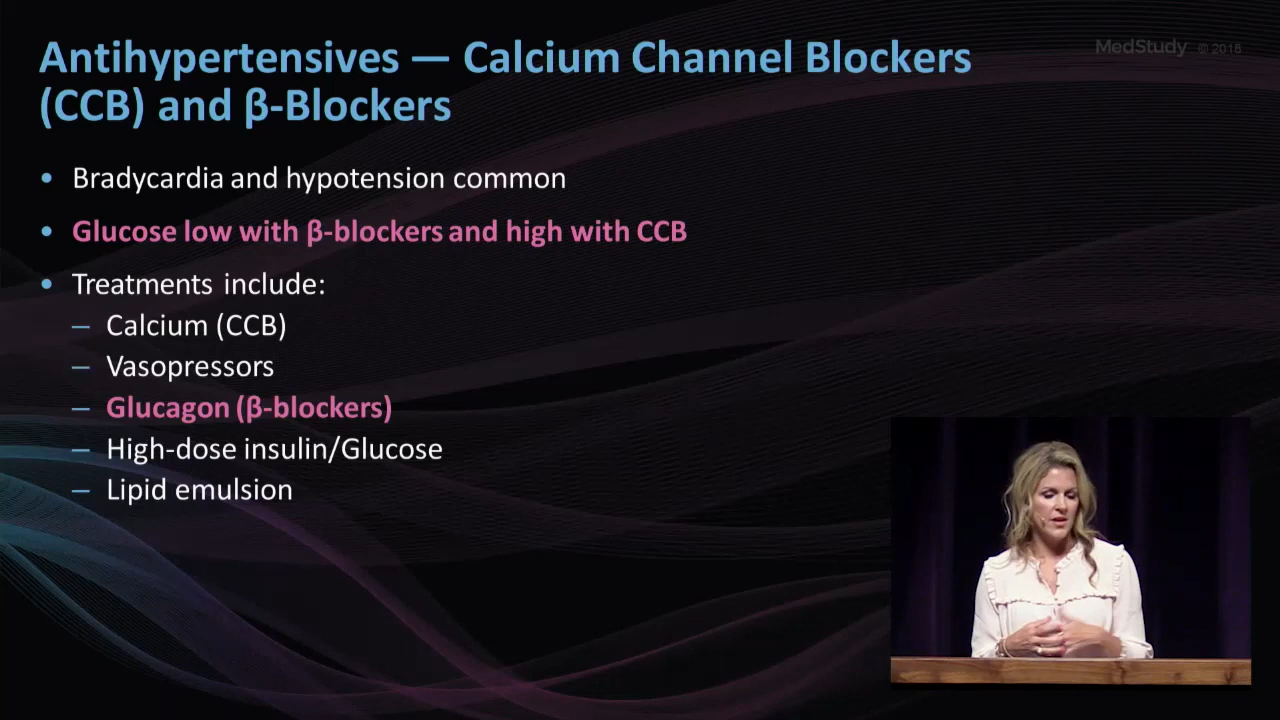 Antihypertensives — Calcium Channel Blockers
(CCB) and β-Blockers
MedStudy © 2018
• Bradycardia and hypotension common
• Glucose low with β-blockers and high with CCB
• Treatments include:
– Calcium (CCB)
– Vasopressors
– Glucagon (β-blockers)
– High-dose insulin/Glucose
– Lipid emulsion